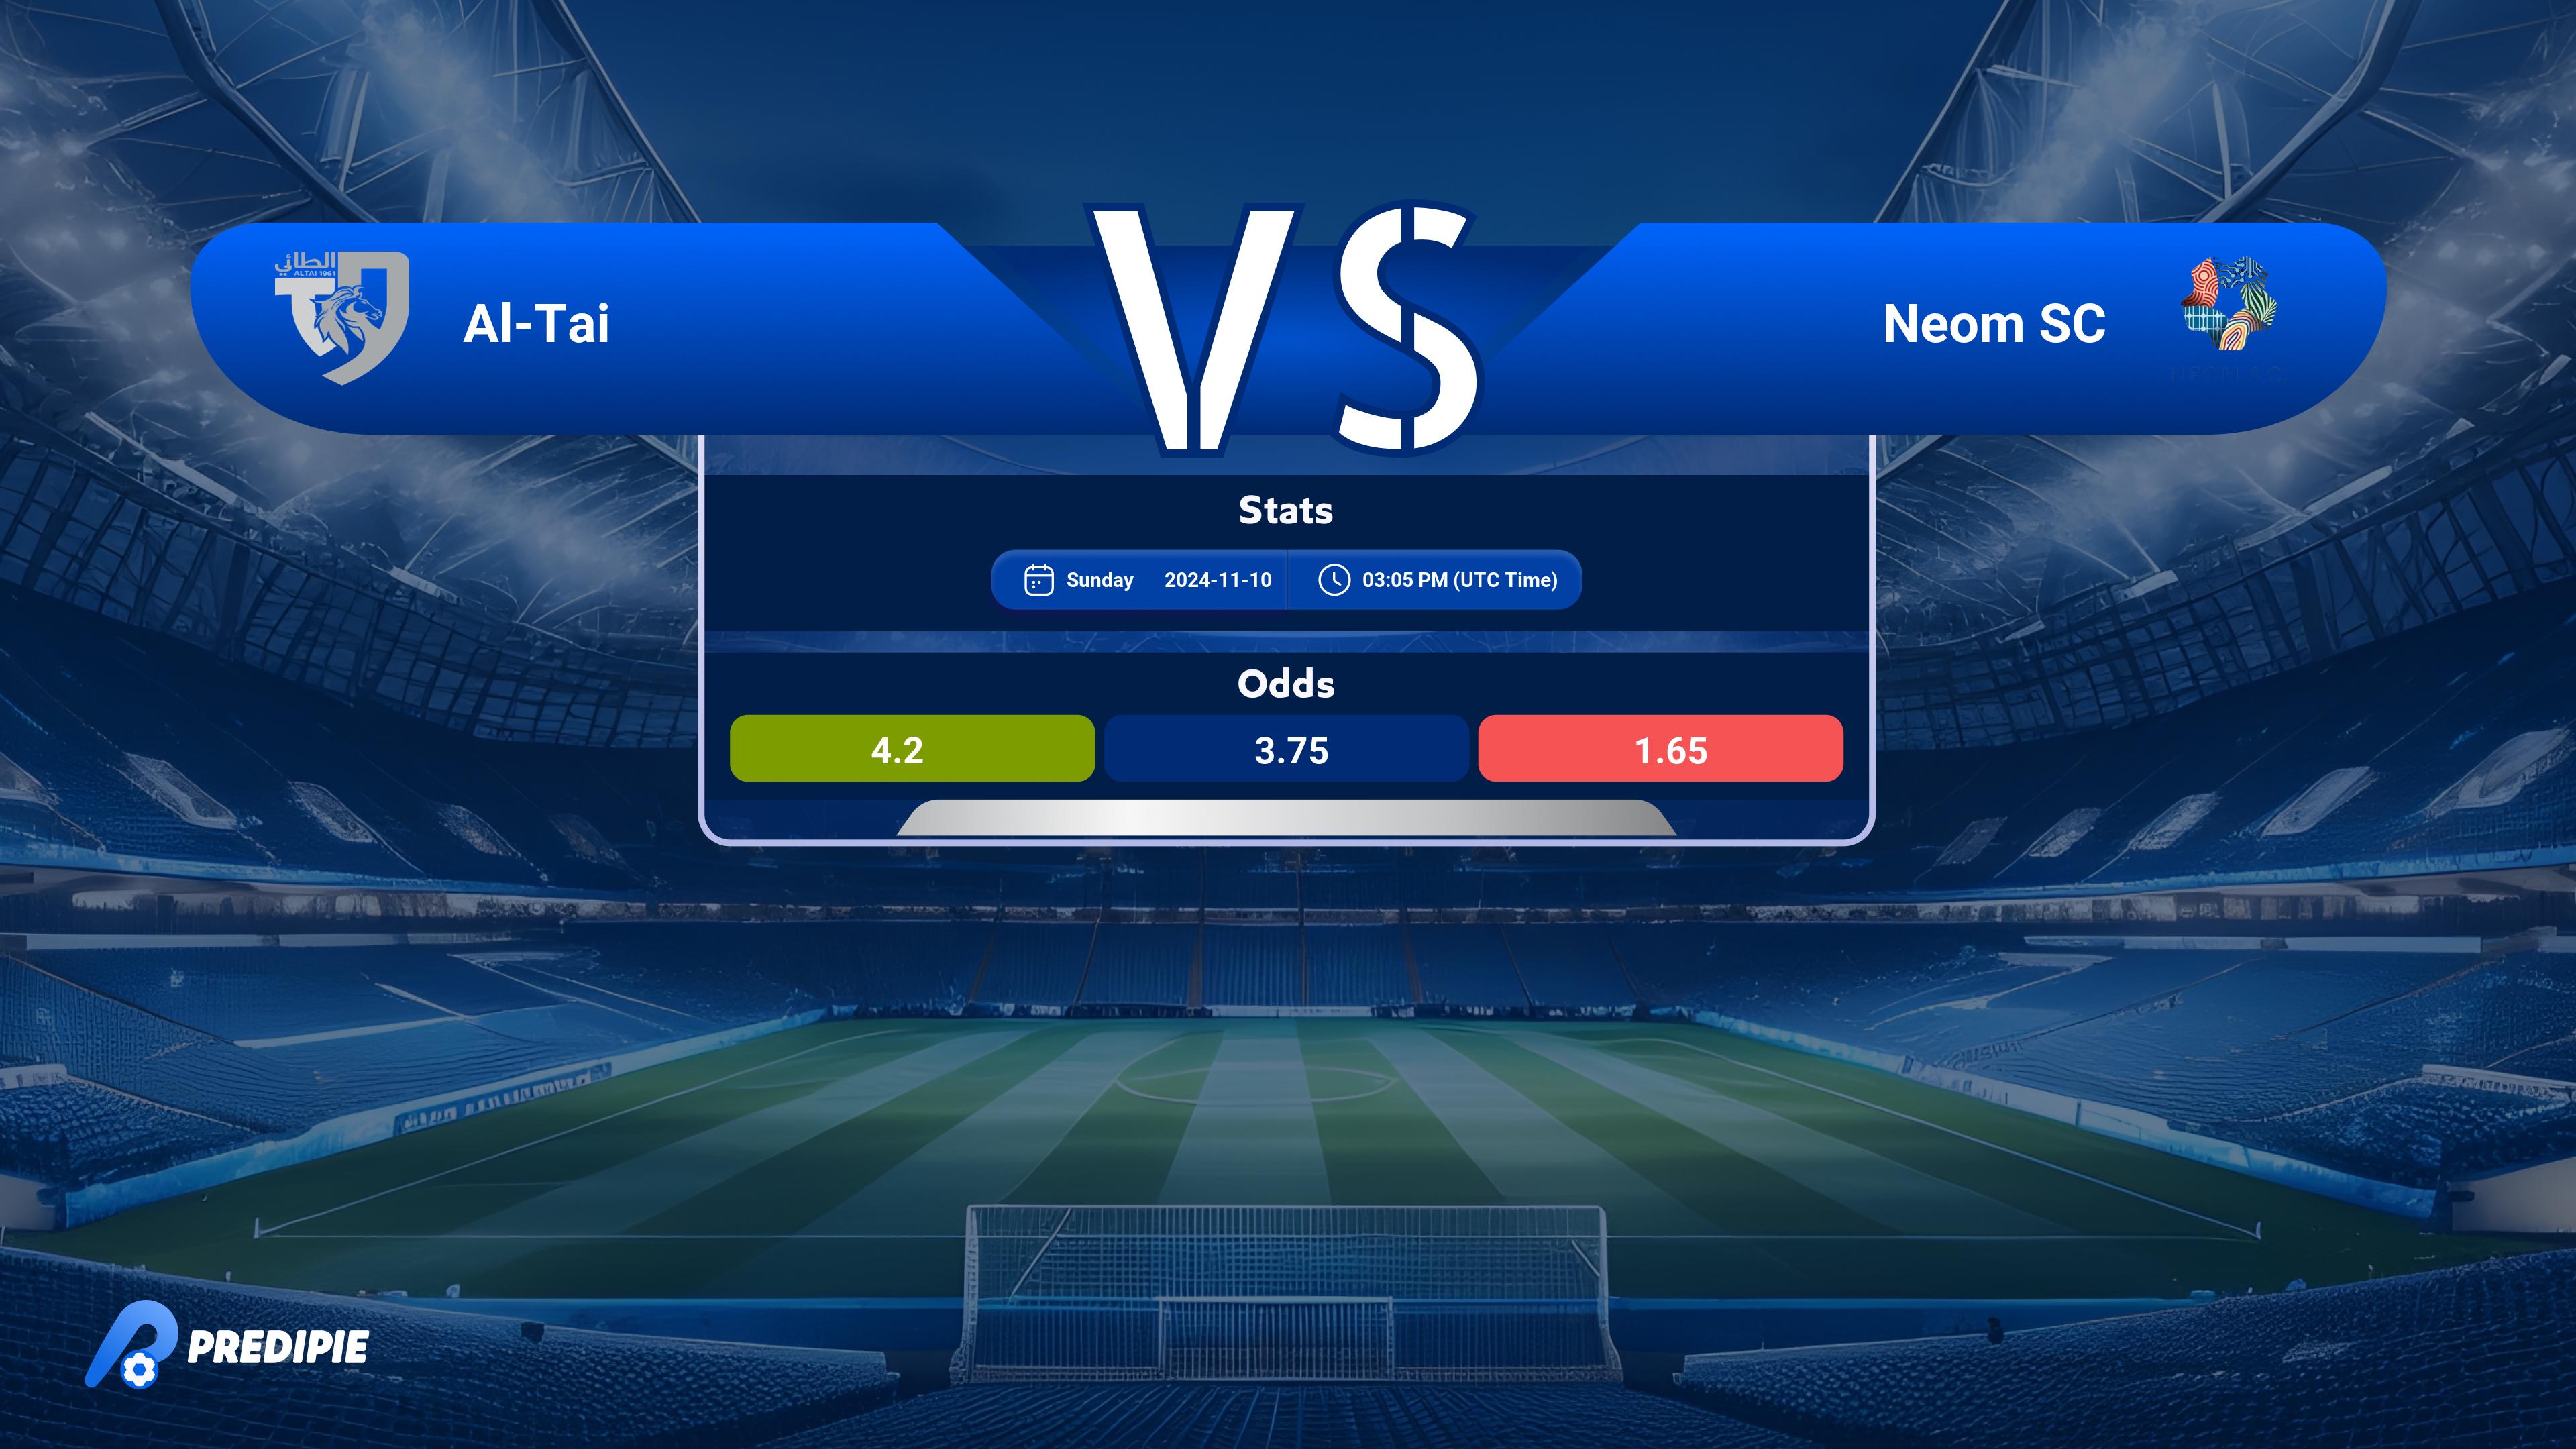 VS
الطائي
ALTAI 1961
Al-Tai
Neom SC
Stats
Sunday 2024-11-10 03:05 PM (UTC Time)
Odds
4.2 3.75 1.65
PREDIPIE